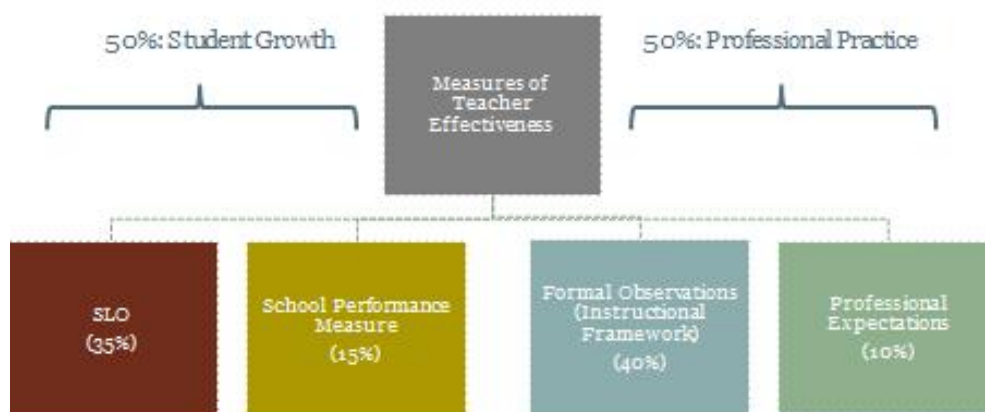 50%: Student Growth
50%: Professional Practice
Measures of
Teacher
Effectiveness
SLO
(35%)
School Performance
Measure
(15%)
Formal Observations
(Instructional
Framework)
(40%)
Professional
Expectations
(10%)